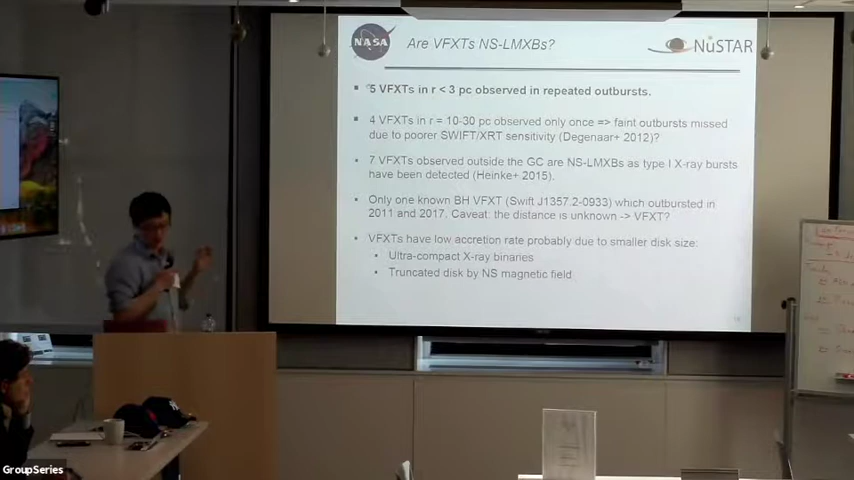 NASA
Are VFXTs NS-LMXBs?
NuSTAR
5 VFXTs in r < 3 pc observed in repeated outbursts.
4 VFXTs in r = 10-30 pc observed only once => faint outbursts missed
due to poorer SWIFT/XRT sensitivity (Degenaar+ 2012)?
7 VFXTs observed outside the GC are NS-LMXBs as type I X-ray bursts
have been detected (Heinke+ 2015).
Only one known BH VFXT (Swift J1357.2-0933) which outbursted in
2011 and 2017. Caveat: the distance is unknown -> VFXT?
VFXTs have low accretion rate probably due to smaller disk size:
Ultra-compact X-ray binaries
Truncated disk by NS magnetic field
GroupSeries